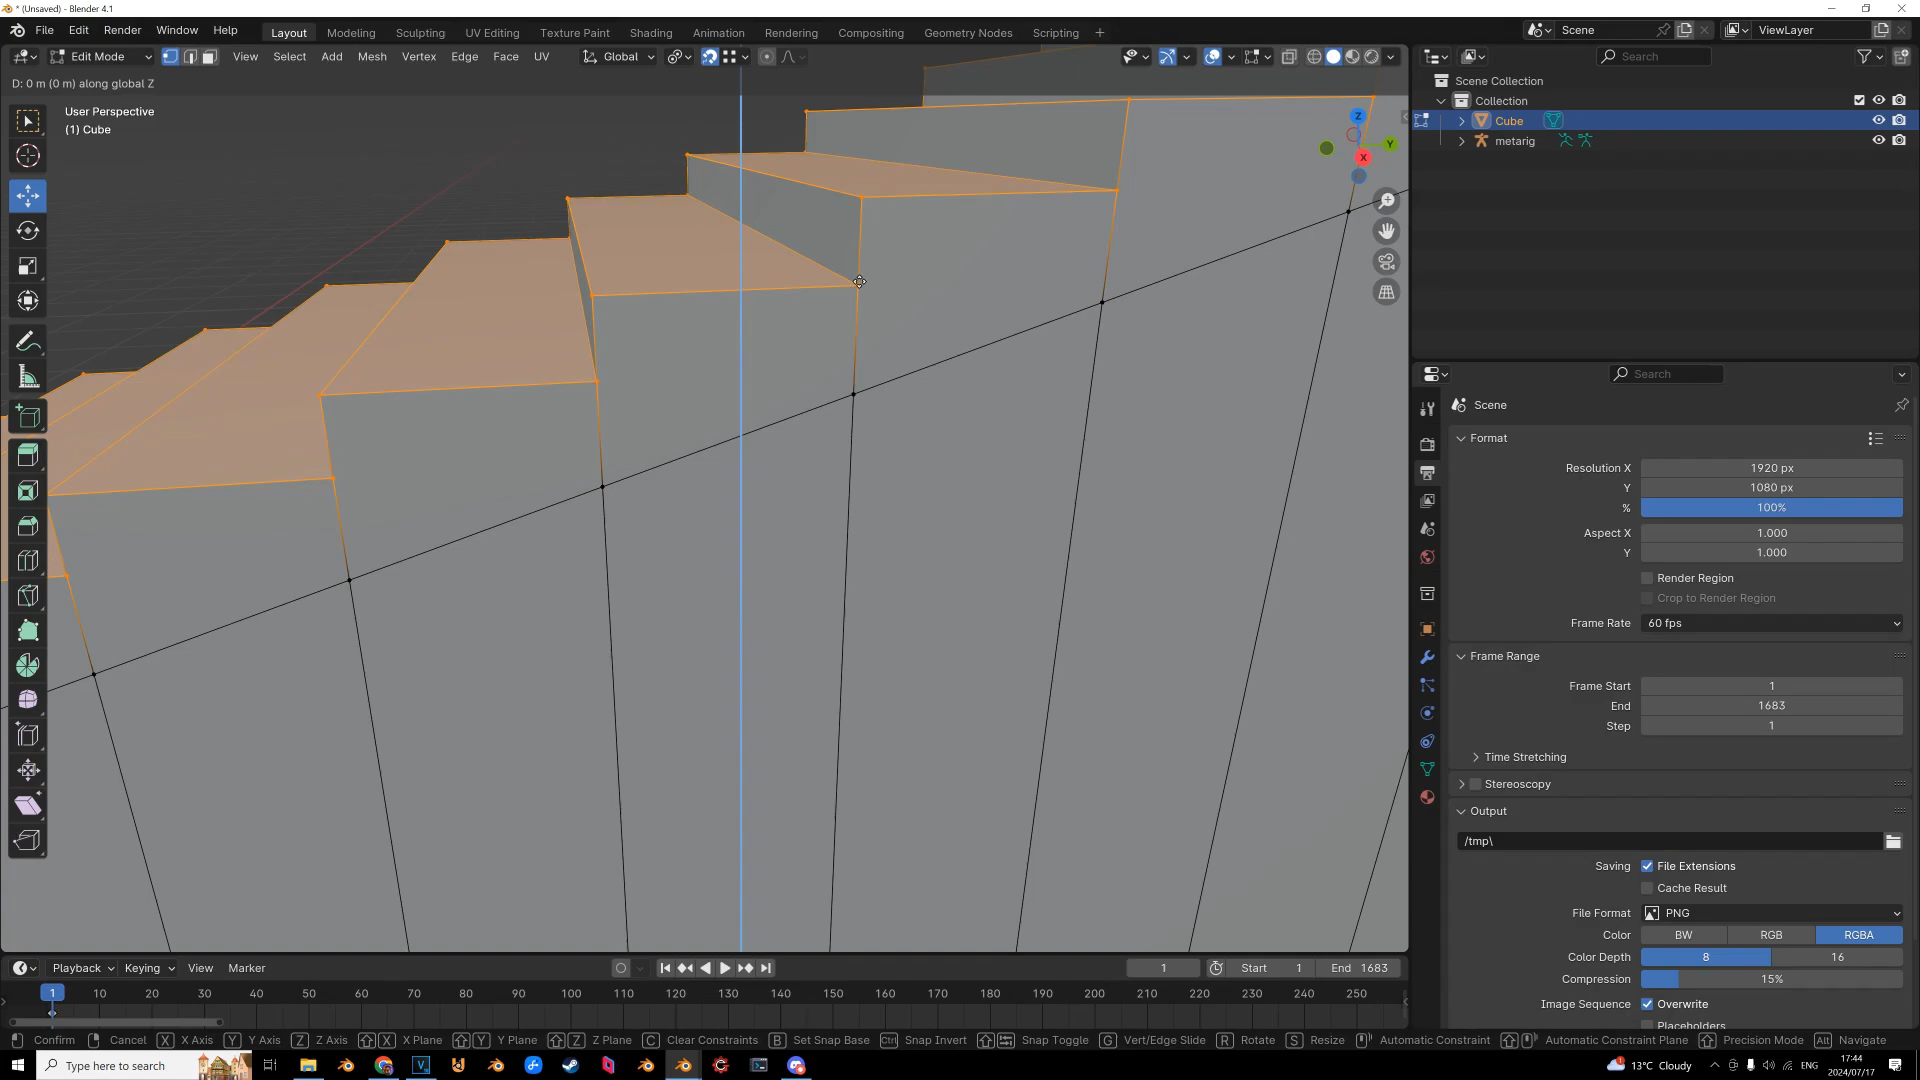 * (Unsaved) - Blender 4.1
File Edit Render Window Help
Layout Modeling Sculpting UV Editing Texture Paint Shading Animation Rendering Compositing Geometry Nodes Scripting +
Scene
ViewLayer
Edit Mode View Select Add Mesh Vertex Edge Face UV
Global
Search
D: 0 m (0 m) along global Z
User Perspective
(1) Cube
Z
Y
X
Scene Collection
Collection
Cube
metarig
Search
Scene
Format
Resolution X 1920 px
Y 1080 px
% 100%
Aspect X 1.000
Y 1.000
Render Region
Crop to Render Region
Frame Rate 60 fps
Frame Range
Frame Start 1
End 1683
Step 1
Time Stretching
Stereoscopy
Output
/tmp\
Saving File Extensions
Cache Result
File Format PNG
Color BW RGB RGBA
Color Depth 8 16
Compression 15%
Image Sequence Overwrite
Placeholders
Playback Keying View Marker
1 Start 1 End 1683
1 10 20 30 40 50 60 70 80 90 100 110 120 130 140 150 160 170 180 190 200 210 220 230 240 250
Confirm Cancel X X Axis Y Y Axis Z Z Axis X X Plane Y Y Plane Z Z Plane C Clear Constraints B Set Snap Base Ctrl Snap Invert Snap Toggle G Vert/Edge Slide R Rotate S Resize Automatic Constraint Automatic Constraint Plane Precision Mode Alt Navigate
Type here to search
13°C Cloudy
ENG
17:44
2024/07/17